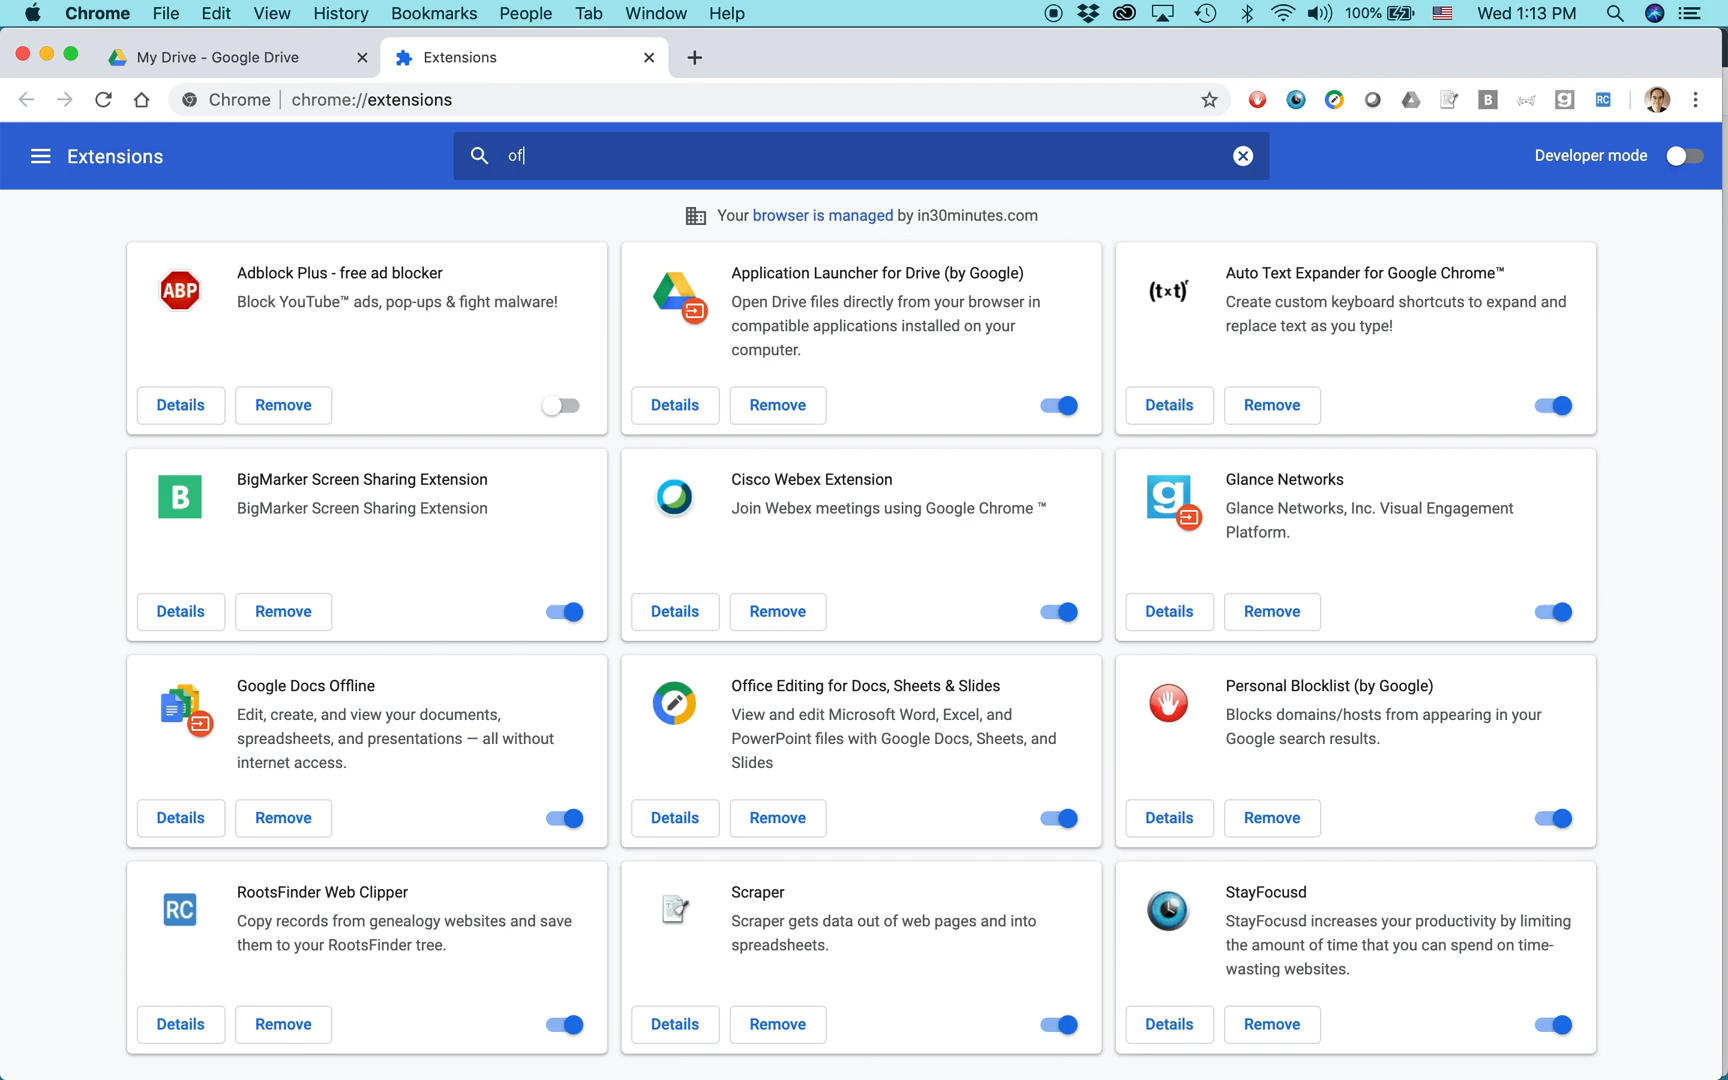 Chrome File Edit View History Bookmarks People Tab Window Help 100% Wed 1:13 PM
My Drive - Google Drive Extensions
Chrome chrome://extensions B g RC
Extensions of Developer mode
Your browser is managed by in30minutes.com
Adblock Plus - free ad blocker
ABP
Block YouTube™ ads, pop-ups & fight malware!
Details Remove
Application Launcher for Drive (by Google)
Open Drive files directly from your browser in
compatible applications installed on your
computer.
Details Remove
Auto Text Expander for Google Chrome™
(txt)'
Create custom keyboard shortcuts to expand and
replace text as you type!
Details Remove
BigMarker Screen Sharing Extension
B
BigMarker Screen Sharing Extension
Details Remove
Cisco Webex Extension
Join Webex meetings using Google Chrome ™
Details Remove
Glance Networks
g
Glance Networks, Inc. Visual Engagement
Platform.
Details Remove
Google Docs Offline
Edit, create, and view your documents,
spreadsheets, and presentations — all without
internet access.
Details Remove
Office Editing for Docs, Sheets & Slides
View and edit Microsoft Word, Excel, and
PowerPoint files with Google Docs, Sheets, and
Slides
Details Remove
Personal Blocklist (by Google)
Blocks domains/hosts from appearing in your
Google search results.
Details Remove
RootsFinder Web Clipper
RC
Copy records from genealogy websites and save
them to your RootsFinder tree.
Details Remove
Scraper
Scraper gets data out of web pages and into
spreadsheets.
Details Remove
StayFocusd
StayFocusd increases your productivity by limiting
the amount of time that you can spend on time-
wasting websites.
Details Remove